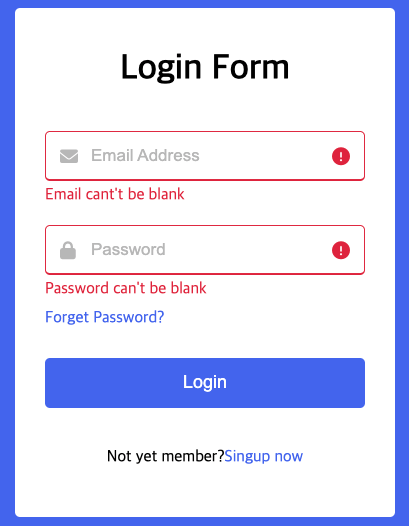 Login Form
Email Address
Email cant't be blank
Password
Password can't be blank
Forget Password?
Login
Not yet member?Singup now